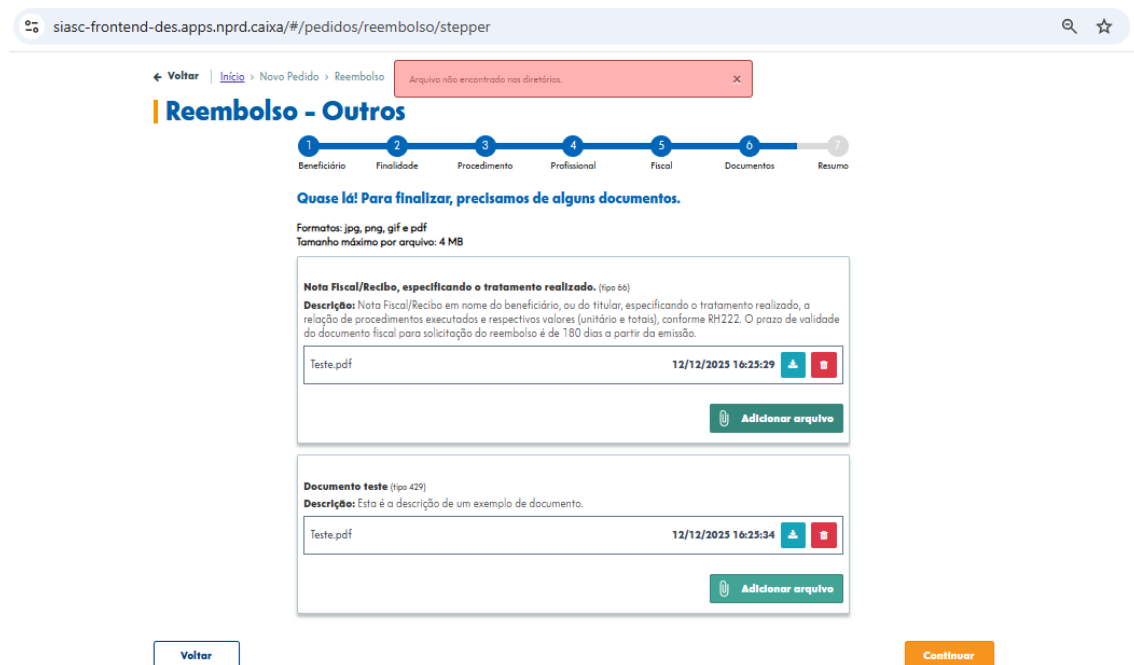 siasc-frontend-des.apps.nprd.caixa/#/pedidos/reembolso/stepper
Voltar | Início > Novo Pedido > Reembolso
Arquivo não encontrado nos diretórios.
Reembolso - Outros
1 2 3 4 5 6 7
Beneficiário Finalidade Procedimento Profissional Fiscal Documentos Resumo
Quase lá! Para finalizar, precisamos de alguns documentos.
Formatos: jpg, png, gif e pdf
Tamanho máximo por arquivo: 4 MB
Nota Fiscal/Recibo, especificando o tratamento realizado. (tipo 66)
Descrição: Nota Fiscal/Recibo em nome do beneficiário, ou do titular, especificando o tratamento realizado, a
relação de procedimentos executados e respectivos valores (unitário e totais), conforme RH222. O prazo de validade
do documento fiscal para solicitação do reembolso é de 180 dias a partir da emissão.
Teste.pdf 12/12/2025 16:25:29
Adicionar arquivo
Documento teste (tipo 429)
Descrição: Esta é a descrição de um exemplo de documento.
Teste.pdf 12/12/2025 16:25:34
Adicionar arquivo
Voltar Continuar